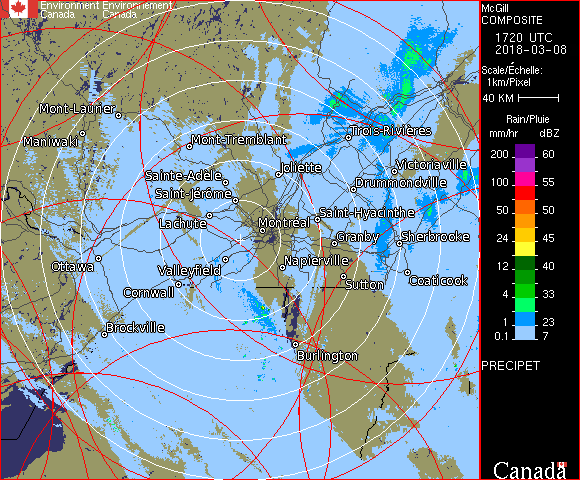 Environment Environnement
Canada Canada
McGill
COMPOSITE
1720 UTC
2018-03-08
Scale/Échelle:
1km/Pixel
40 KM
Rain/Pluie
mm/hr dBZ
200 60
100 55
50 50
24 45
12 40
4 33
1 23
0.1 7
PRECIPET
Canada
Mont-Laurier
Maniwaki
Mont-Tremblant
Trois-Rivières
Joliette
Victoriaville
Sainte-Adèle
Drummondville
Saint-Jérôme
Saint-Hyacinthe
Lachute
Montréal
Granby
Sherbrooke
Ottawa
Valleyfield
Napierville
Coaticook
Sutton
Cornwall
Brockville
Burlington